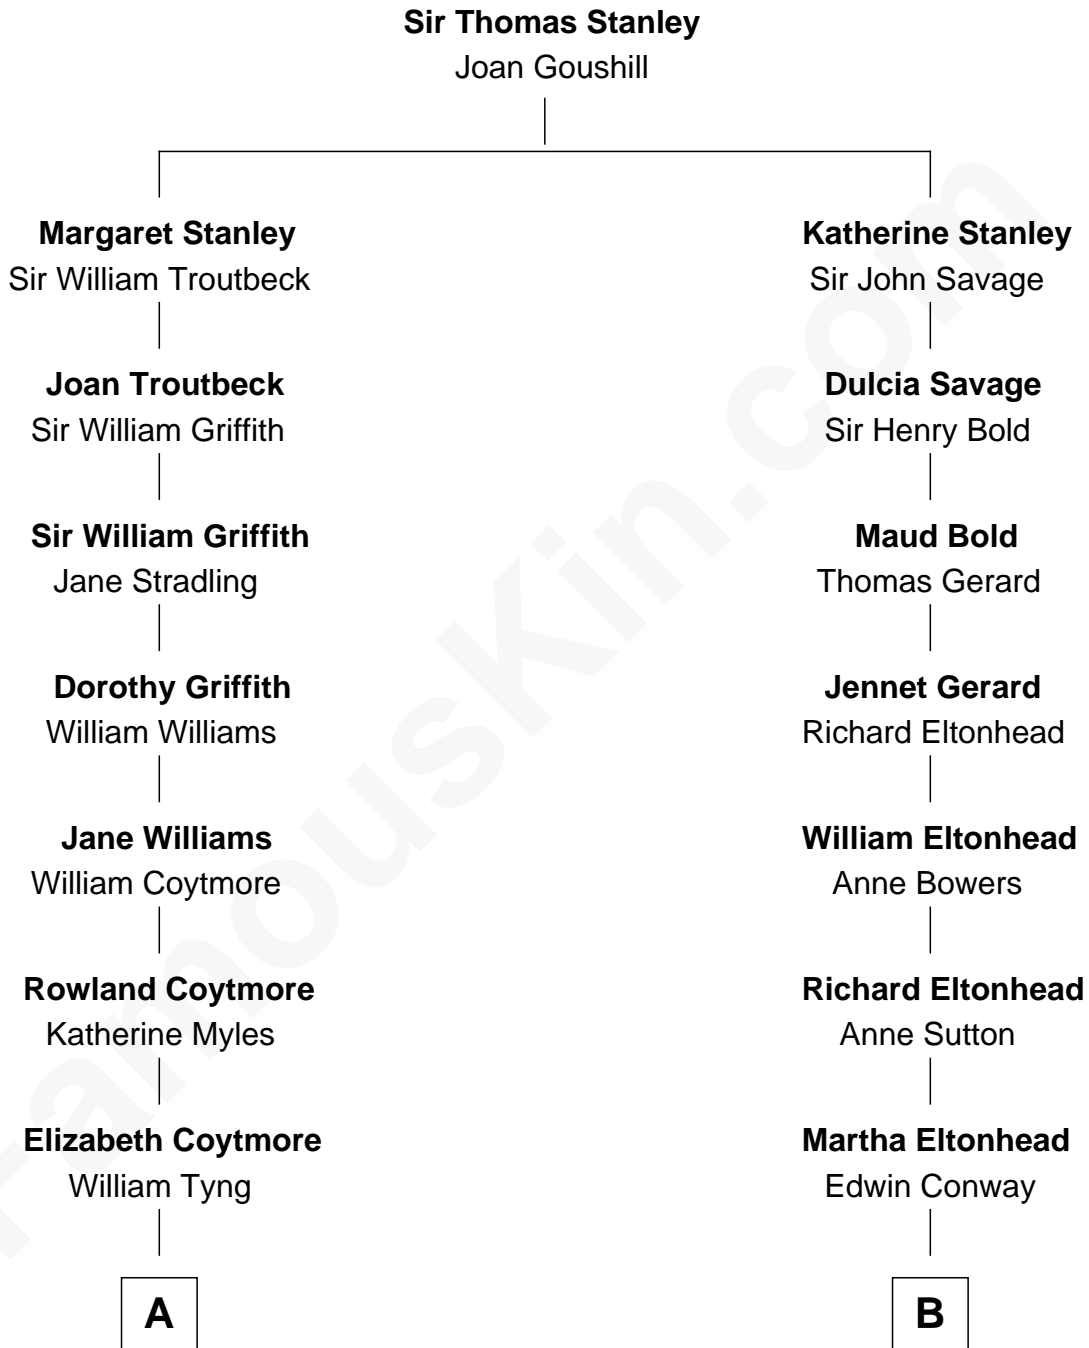 Sir Thomas Stanley
Joan Goushill
Margaret Stanley
Sir William Troutbeck
Katherine Stanley
Sir John Savage
Joan Troutbeck
Sir William Griffith
Dulcia Savage
Sir Henry Bold
Sir William Griffith
Jane Stradling
Maud Bold
Thomas Gerard
Dorothy Griffith
William Williams
Jennet Gerard
Richard Eltonhead
Jane Williams
William Coytmore
William Eltonhead
Anne Bowers
Rowland Coytmore
Katherine Myles
Richard Eltonhead
Anne Sutton
Elizabeth Coytmore
William Tyng
Martha Eltonhead
Edwin Conway
A
B
FamousKin.com